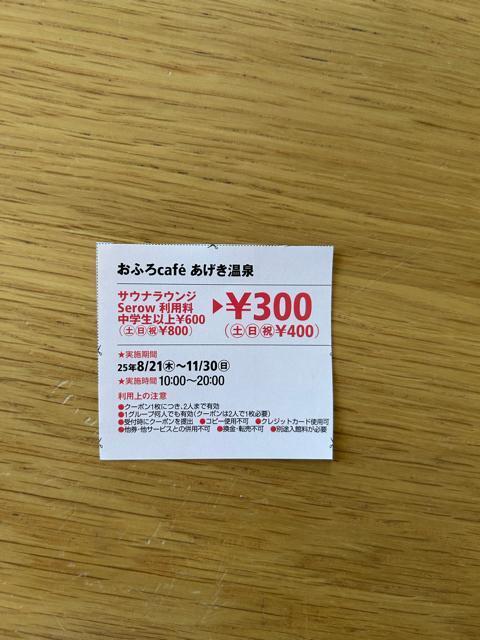 おふろcafé あげき温泉
サウナラウンジ
Serow 利用料
中学生以上¥600
(土日祝¥800)
▶¥300
(土日祝¥400)
★実施期間
25年8/21木〜11/30日
★実施時間 10:00〜20:00
利用上の注意
●クーポン1枚につき、2人まで有効
●1グループ何人でも有効(クーポンは2人で1枚必要)
●受付時にクーポンを提出 ●コピー使用不可 ●クレジットカード使用可
●他券・他サービスとの併用不可 ●換金・転売不可 ●別途入館料が必要